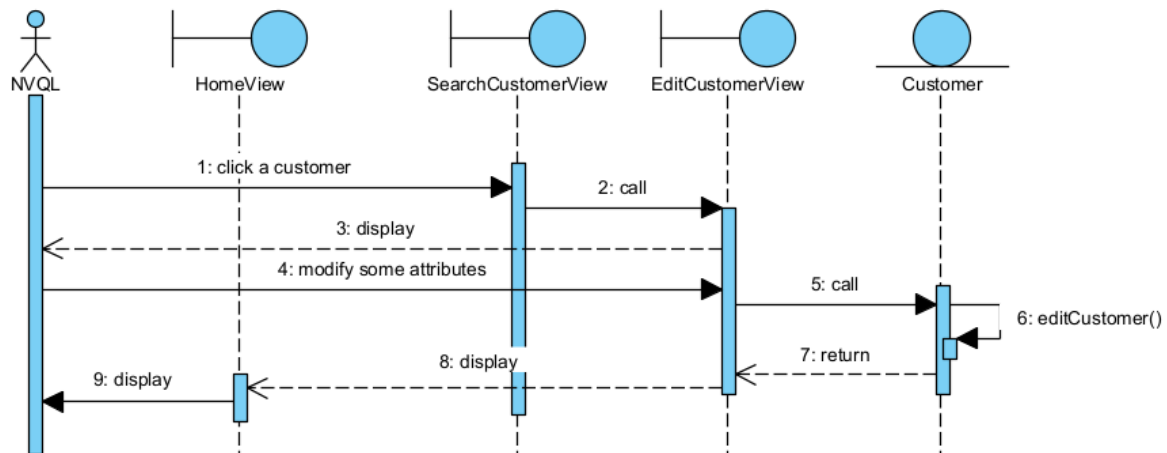 NVQL
HomeView
SearchCustomerView
EditCustomerView
Customer
1: click a customer
2: call
3: display
4: modify some attributes
5: call
6: editCustomer()
7: return
8: display
9: display